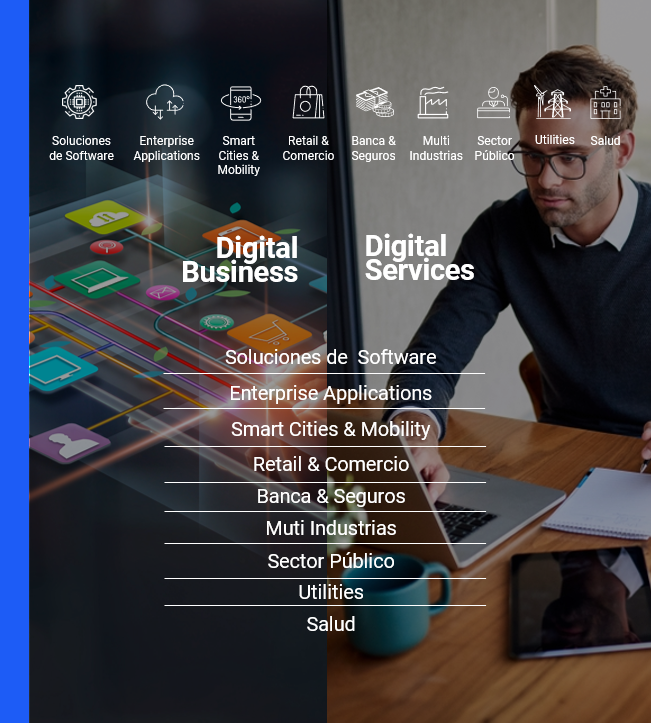 360º
Soluciones
de Software
Enterprise
Applications
Smart
Cities &
Mobility
Retail &
Comercio
Banca &
Seguros
Multi
Industrias
Sector
Público
Utilities
Salud
Digital
Business
Digital
Services
Soluciones de  Software
Enterprise Applications
Smart Cities & Mobility
Retail & Comercio
Banca & Seguros
Muti Industrias
Sector Público
Utilities
Salud